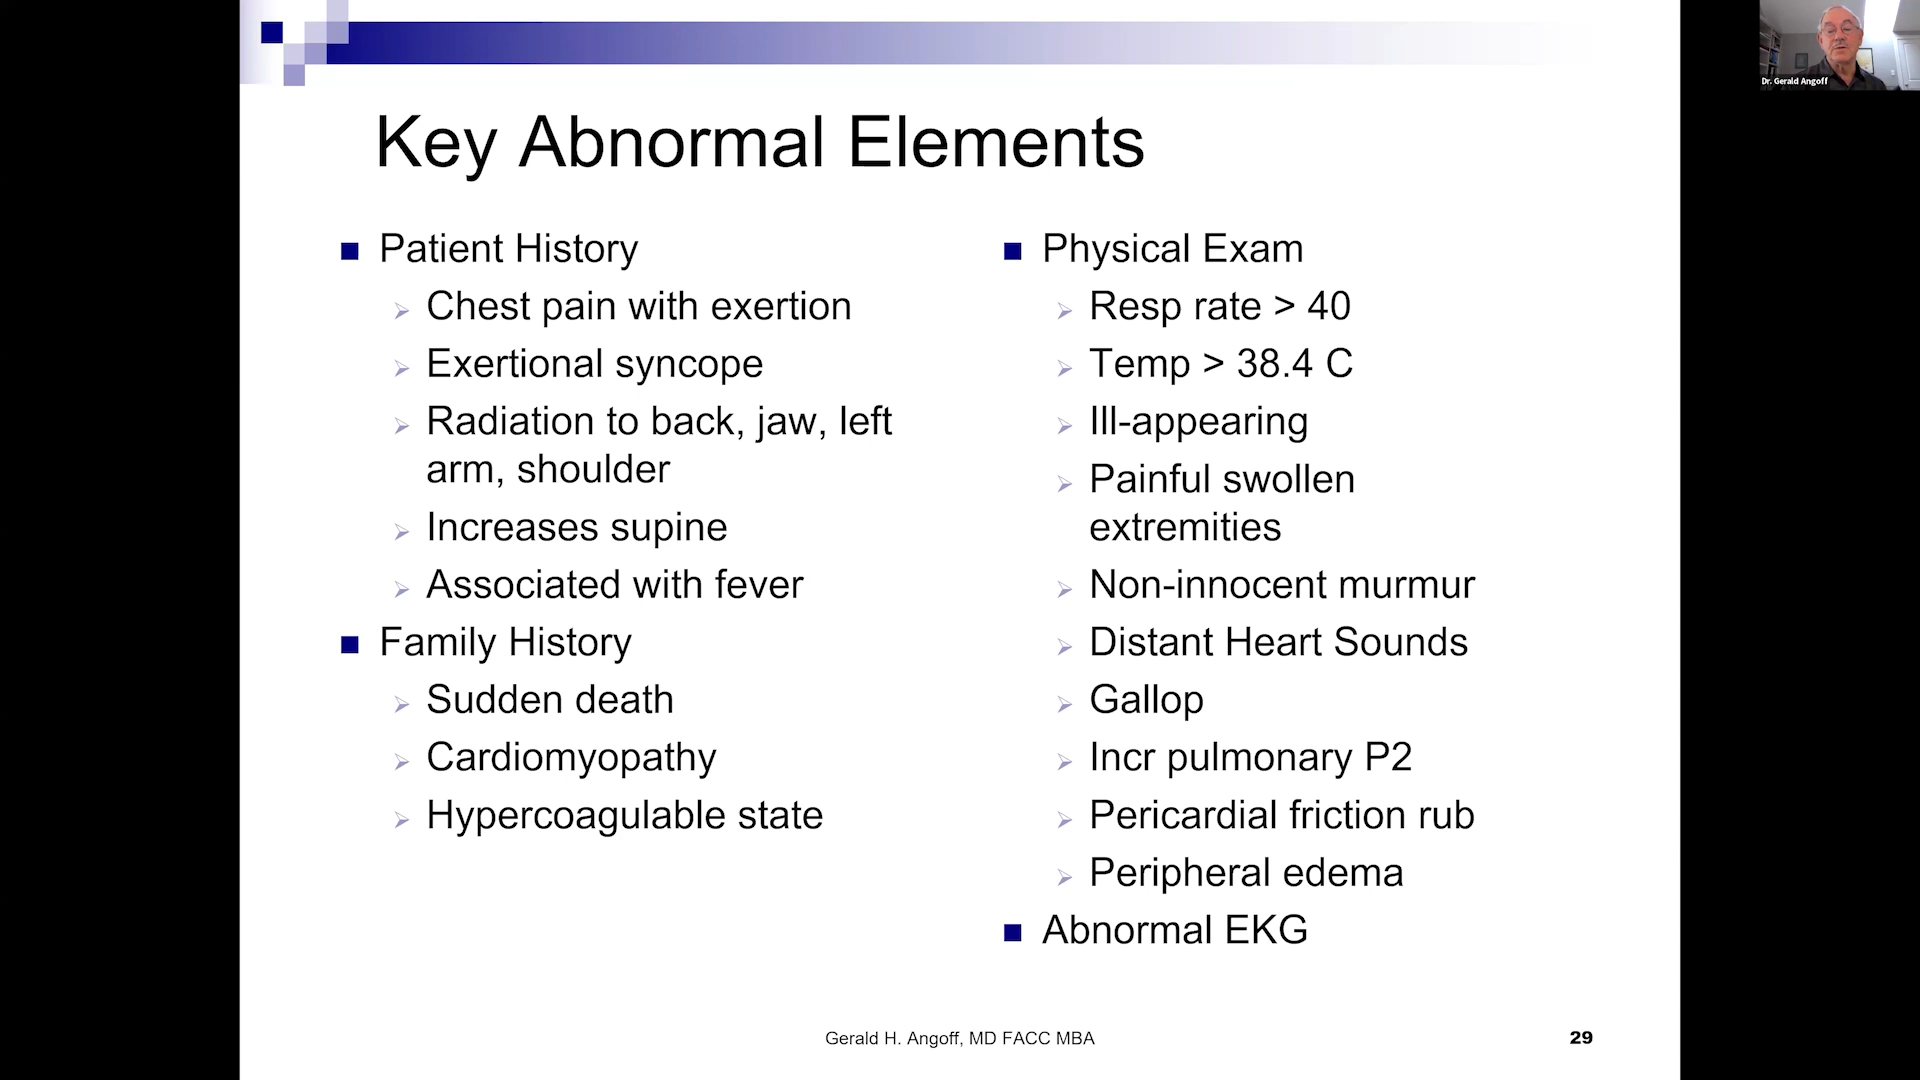 Key Abnormal Elements
Patient History
Chest pain with exertion
Exertional syncope
Radiation to back, jaw, left
arm, shoulder
Increases supine
Associated with fever
Family History
Sudden death
Cardiomyopathy
Hypercoagulable state
Physical Exam
Resp rate > 40
Temp > 38.4 C
Ill-appearing
Painful swollen
extremities
Non-innocent murmur
Distant Heart Sounds
Gallop
Incr pulmonary P2
Pericardial friction rub
Peripheral edema
Abnormal EKG
Gerald H. Angoff, MD FACC MBA
29
Dr. Gerald Angoff